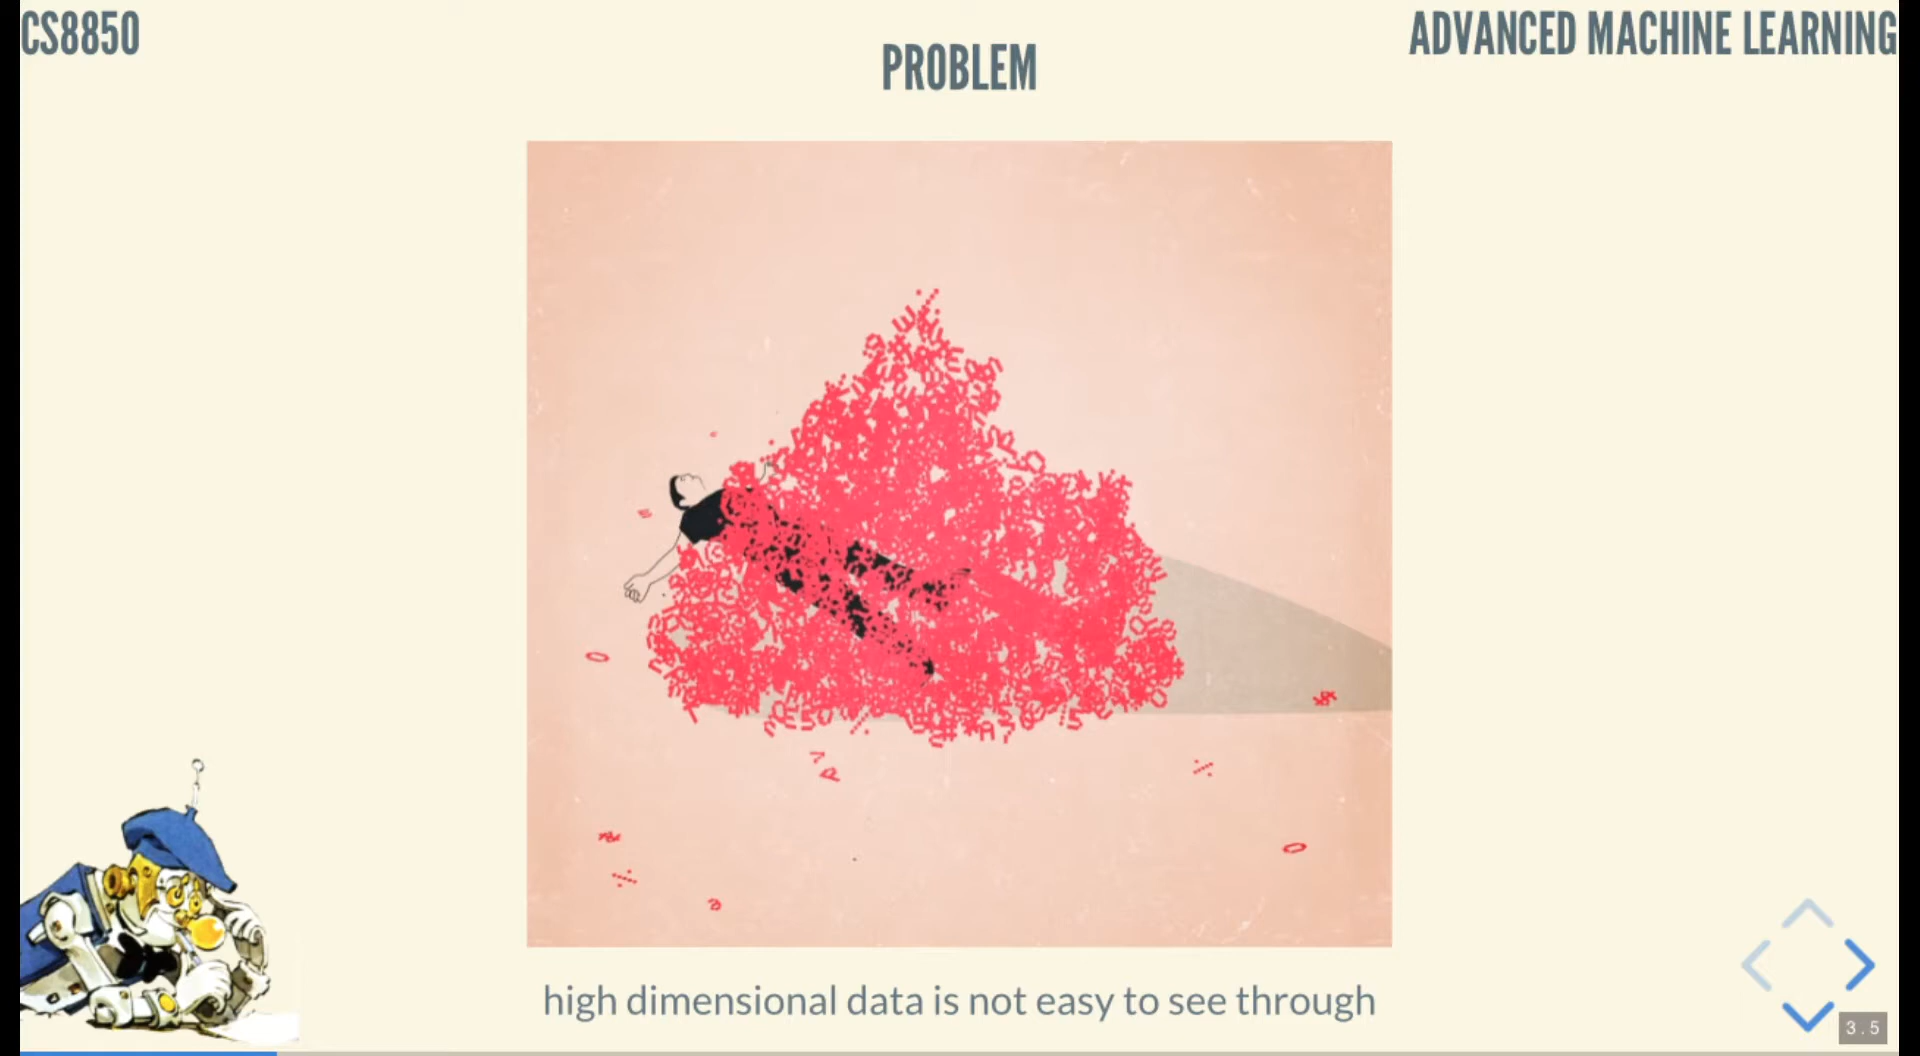 CS8850
ADVANCED MACHINE LEARNING
PROBLEM
high dimensional data is not easy to see through
3.5